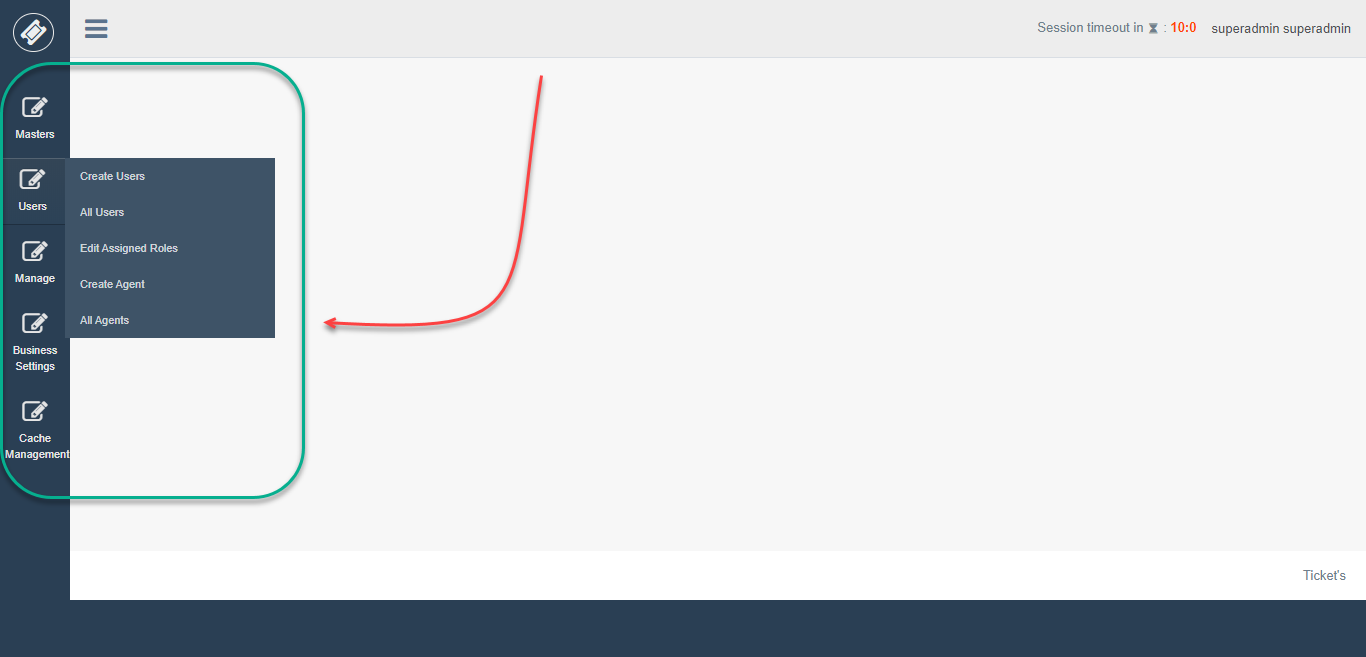 Session timeout in : 10:0 superadmin superadmin
Masters
Users
Create Users
All Users
Edit Assigned Roles
Create Agent
All Agents
Manage
Business
Settings
Cache
Management
Ticket's